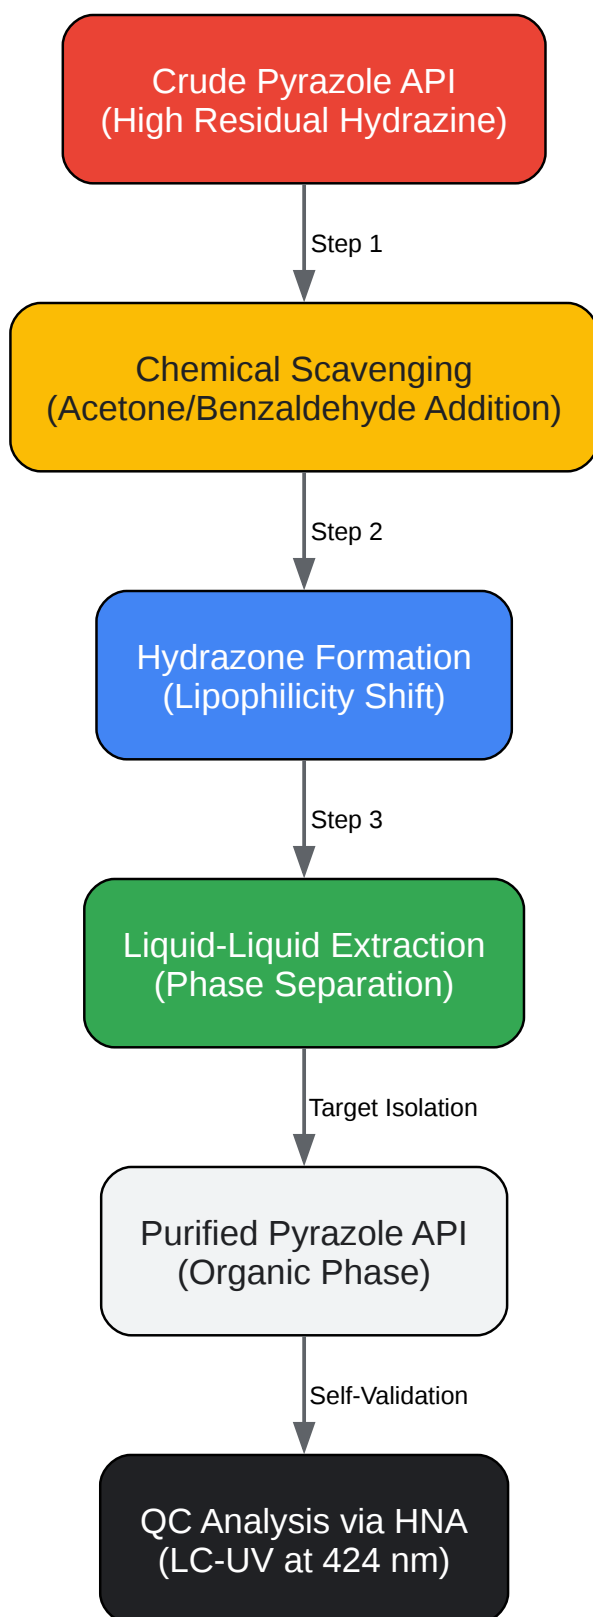 Crude Pyrazole API
(High Residual Hydrazine)
Step 1
Chemical Scavenging
(Acetone/Benzaldehyde Addition)
Step 2
Hydrazone Formation
(Lipophilicity Shift)
Step 3
Liquid-Liquid Extraction
(Phase Separation)
Target Isolation
Purified Pyrazole API
(Organic Phase)
Self-Validation
QC Analysis via HNA
(LC-UV at 424 nm)